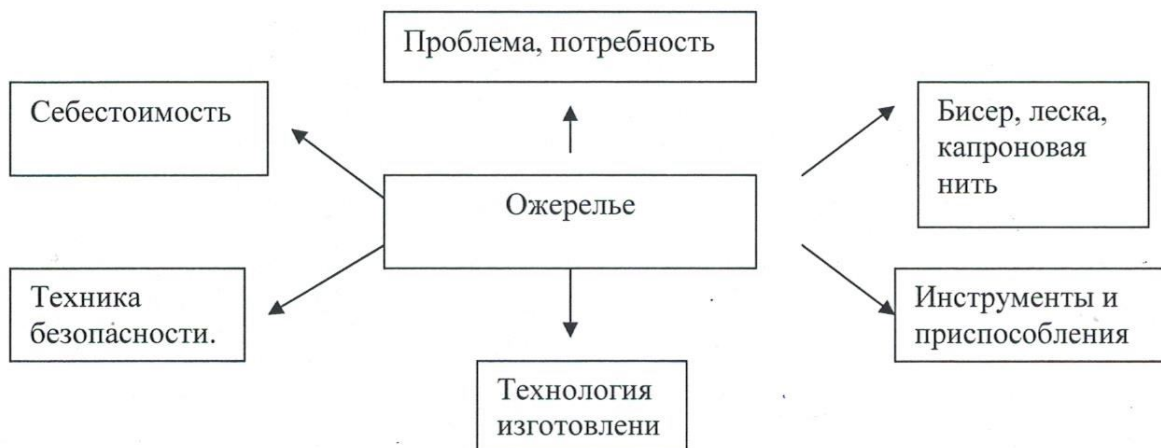 Проблема, потребность
Себестоимость
Бисер, леска,
капроновая
нить
Ожерелье
Техника
безопасности.
Инструменты и
приспособления
Технология
изготовлени